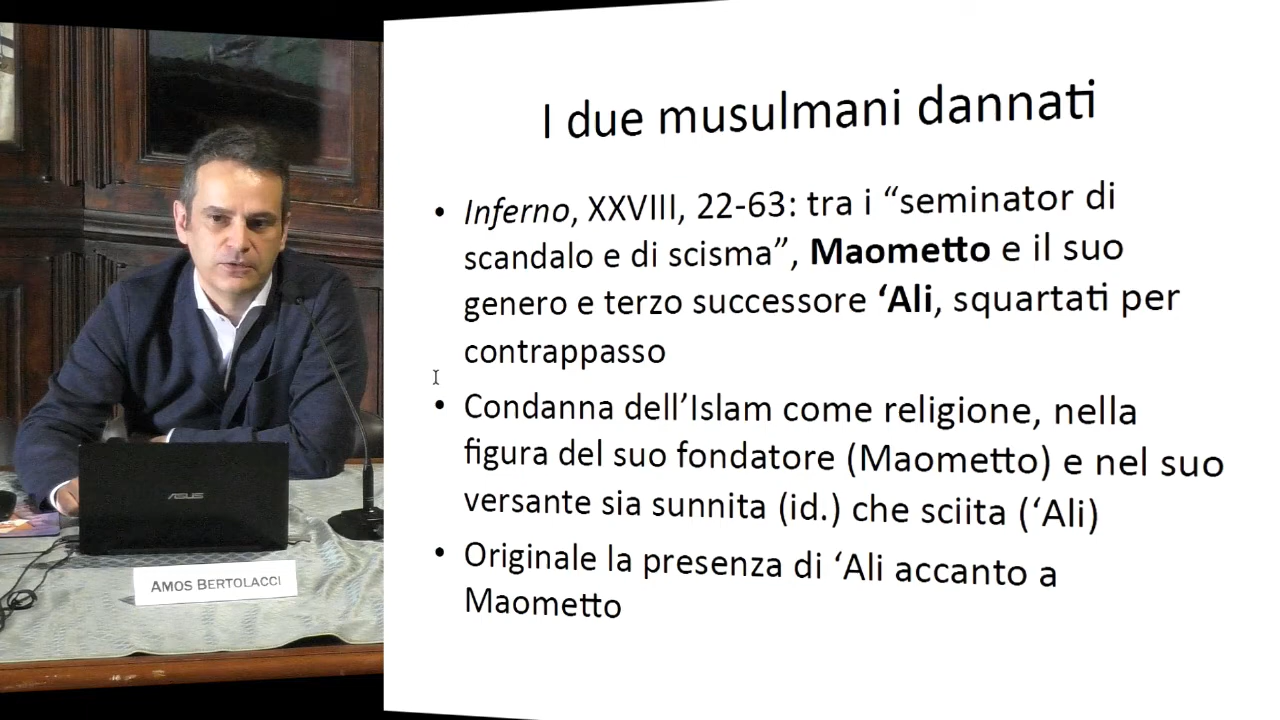 I due musulmani dannati
• Inferno, XXVIII, 22-63: tra i “seminator di
scandalo e di scisma”, Maometto e il suo
genero e terzo successore ‘Ali, squartati per
contrappasso
• Condanna dell’Islam come religione, nella
figura del suo fondatore (Maometto) e nel suo
versante sia sunnita (id.) che sciita (‘Ali)
• Originale la presenza di ‘Ali accanto a
Maometto
ASUS
AMOS BERTOLACCI